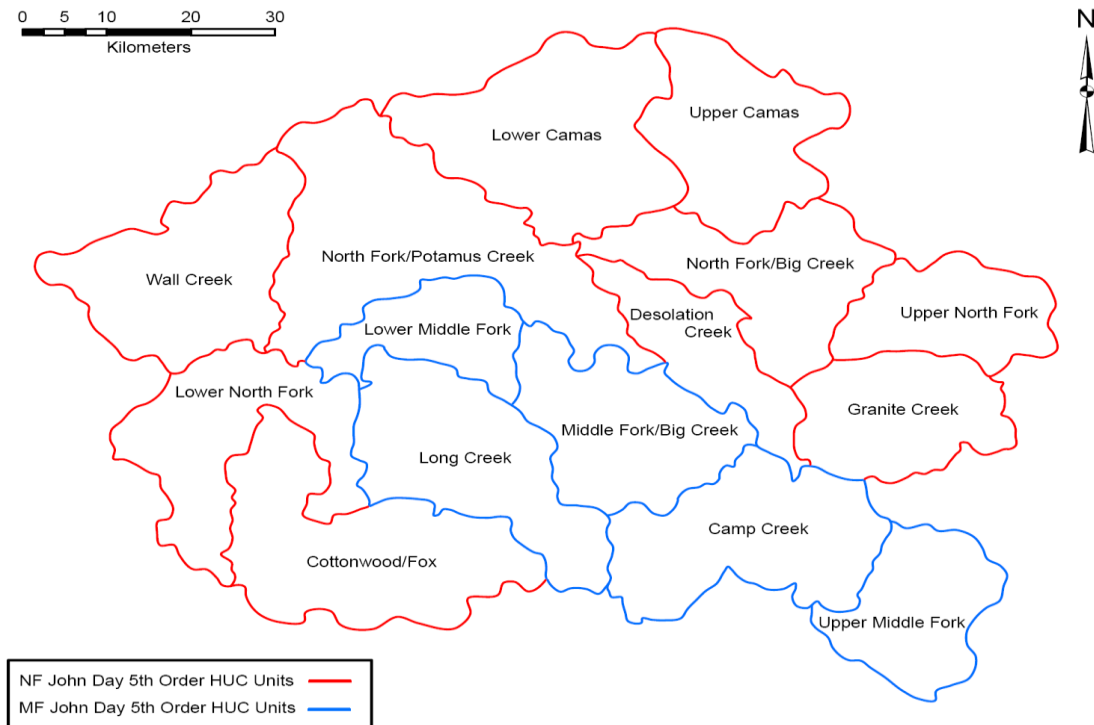 0 5 10 20 30
Kilometers
N
Upper Camas
Lower Camas
North Fork/Potamus Creek
North Fork/Big Creek
Wall Creek
Desolation
Creek
Upper North Fork
Lower Middle Fork
Lower North Fork
Granite Creek
Middle Fork/Big Creek
Long Creek
Camp Creek
Cottonwood/Fox
Upper Middle Fork
NF John Day 5th Order HUC Units
MF John Day 5th Order HUC Units